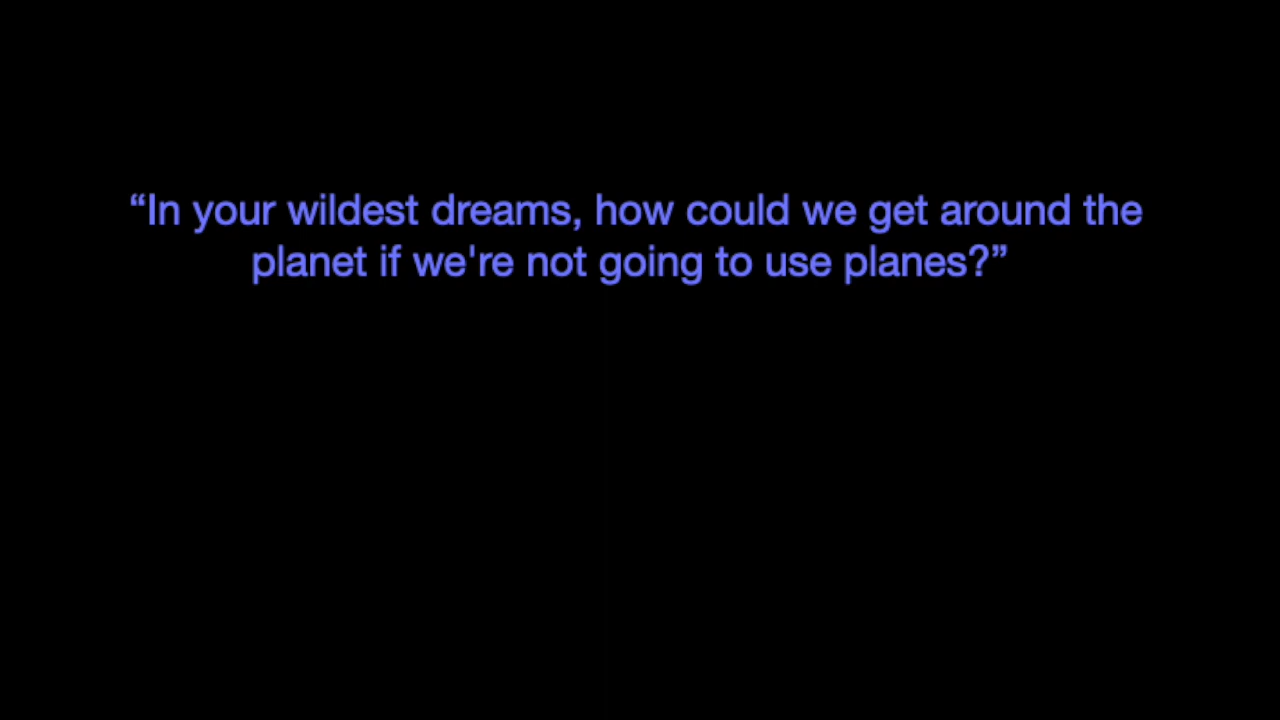 “In your wildest dreams, how could we get around the
planet if we're not going to use planes?”